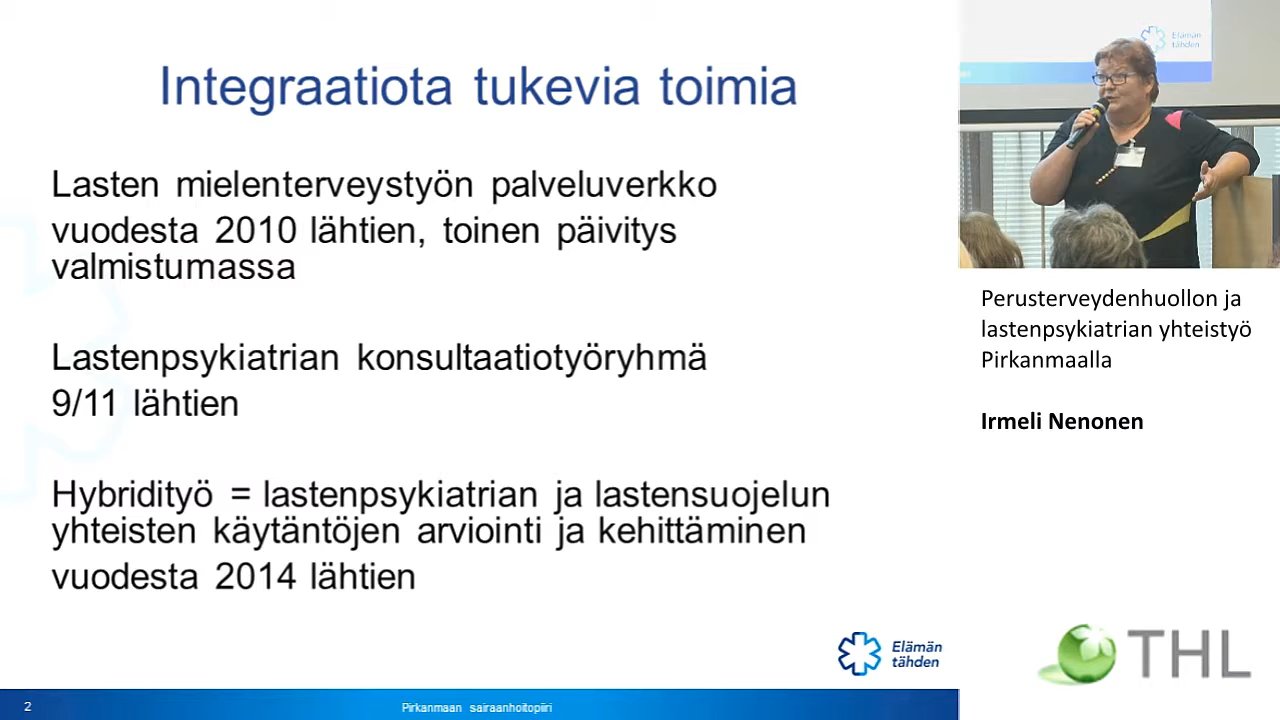 Integraatiota tukevia toimia
Lasten mielenterveystyön palveluverkko
vuodesta 2010 lähtien, toinen päivitys
valmistumassa
Lastenpsykiatrian konsultaatiotyöryhmä
9/11 lähtien
Hybridityö = lastenpsykiatrian ja lastensuojelun
yhteisten käytäntöjen arviointi ja kehittäminen
vuodesta 2014 lähtien
Elämän
tähden
2
Pirkanmaan sairaanhoitopiiri
Elämän
tähden
Perusterveydenhuollon ja
lastenpsykiatrian yhteistyö
Pirkanmaalla
Irmeli Nenonen
THL